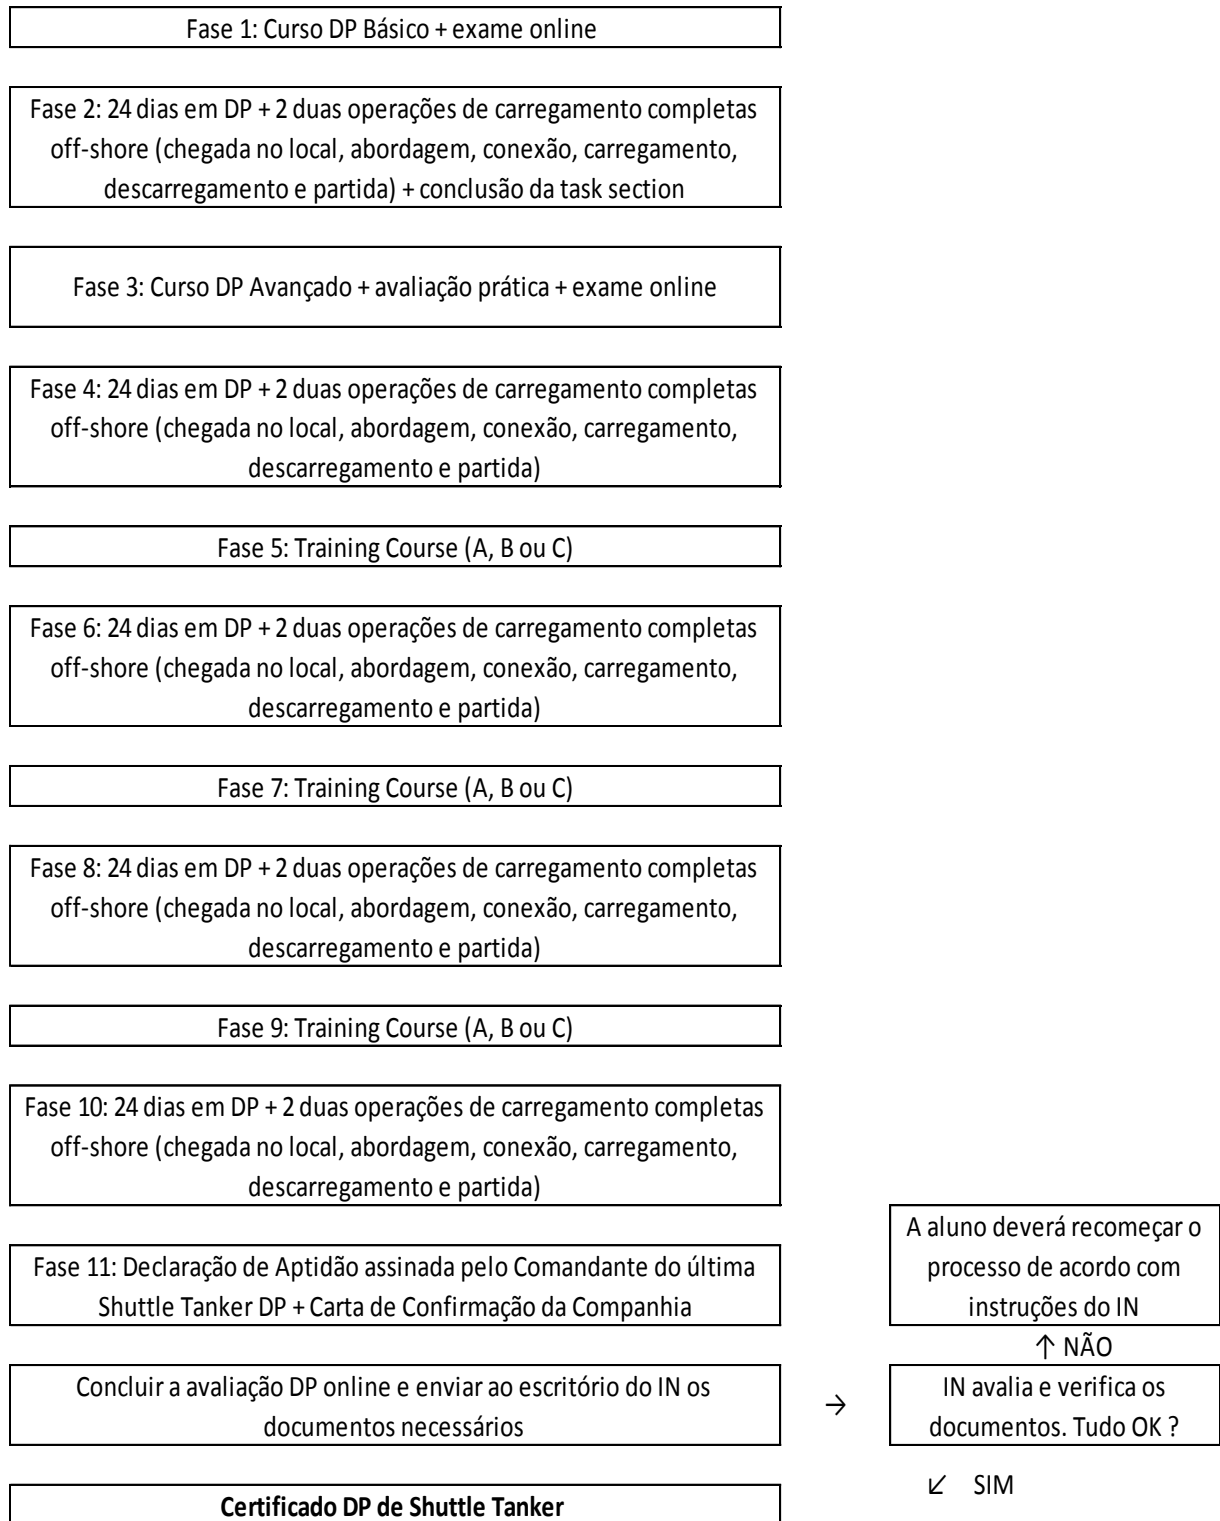 Fase 1: Curso DP Básico + exame online
Fase 2: 24 dias em DP + 2 duas operações de carregamento completas
off-shore (chegada no local, abordagem, conexão, carregamento,
descarregamento e partida) + conclusão da task section
Fase 3: Curso DP Avançado + avaliação prática + exame online
Fase 4: 24 dias em DP + 2 duas operações de carregamento completas
off-shore (chegada no local, abordagem, conexão, carregamento,
descarregamento e partida)
Fase 5: Training Course (A, B ou C)
Fase 6: 24 dias em DP + 2 duas operações de carregamento completas
off-shore (chegada no local, abordagem, conexão, carregamento,
descarregamento e partida)
Fase 7: Training Course (A, B ou C)
Fase 8: 24 dias em DP + 2 duas operações de carregamento completas
off-shore (chegada no local, abordagem, conexão, carregamento,
descarregamento e partida)
Fase 9: Training Course (A, B ou C)
Fase 10: 24 dias em DP + 2 duas operações de carregamento completas
off-shore (chegada no local, abordagem, conexão, carregamento,
descarregamento e partida)
Fase 11: Declaração de Aptidão assinada pelo Comandante do última
Shuttle Tanker DP + Carta de Confirmação da Companhia
A aluno deverá recomeçar o
processo de acordo com
instruções do IN
↑ NÃO
Concluir a avaliação DP online e enviar ao escritório do IN os
documentos necessários
→
IN avalia e verifica os
documentos. Tudo OK ?
↙ SIM
Certificado DP de Shuttle Tanker